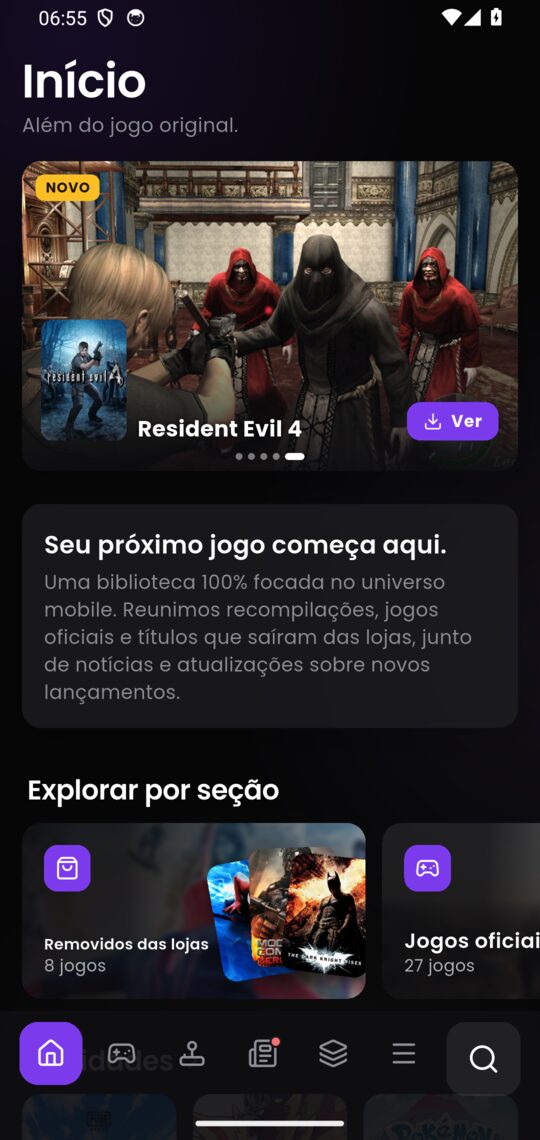 06:55
Início
Além do jogo original.
NOVO
resident evil 4
Resident Evil 4
Ver
Seu próximo jogo começa aqui.
Uma biblioteca 100% focada no universo
mobile. Reunimos recompilações, jogos
oficiais e títulos que saíram das lojas, junto
de notícias e atualizações sobre novos
lançamentos.
Explorar por seção
Removidos das lojas
8 jogos
THE DARK KNIGHT RISES
Jogos oficiai
27 jogos
idades
Pokémon